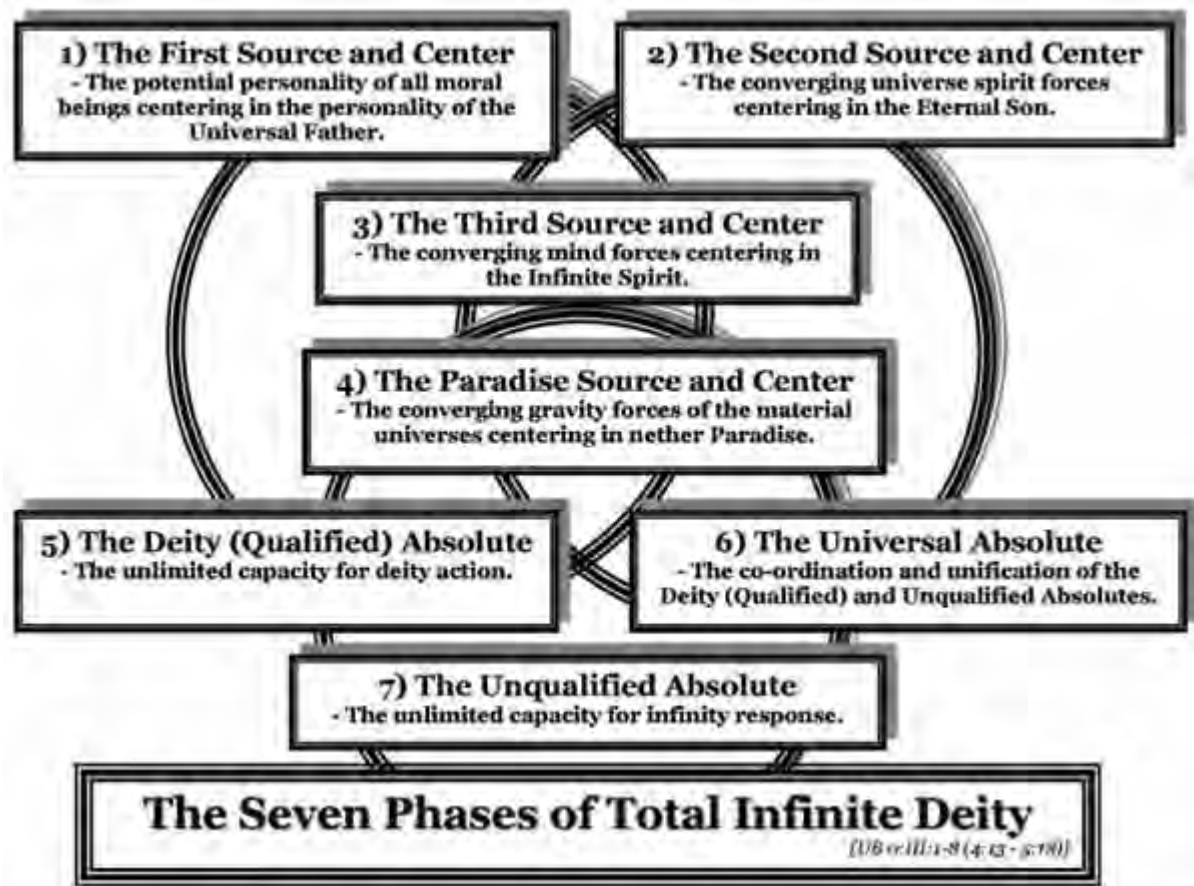 1) The First Source and Center
- The potential personality of all moral
beings centering in the personality of the
Universal Father.
2) The Second Source and Center
- The converging universe spirit forces
centering in the Eternal Son.
3) The Third Source and Center
- The converging mind forces centering in
the Infinite Spirit.
4) The Paradise Source and Center
- The converging gravity forces of the material
universes centering in nether Paradise.
5) The Deity (Qualified) Absolute
- The unlimited capacity for deity action.
6) The Universal Absolute
- The co-ordination and unification of the
Deity (Qualified) and Unqualified Absolutes.
7) The Unqualified Absolute
- The unlimited capacity for infinity response.
The Seven Phases of Total Infinite Deity